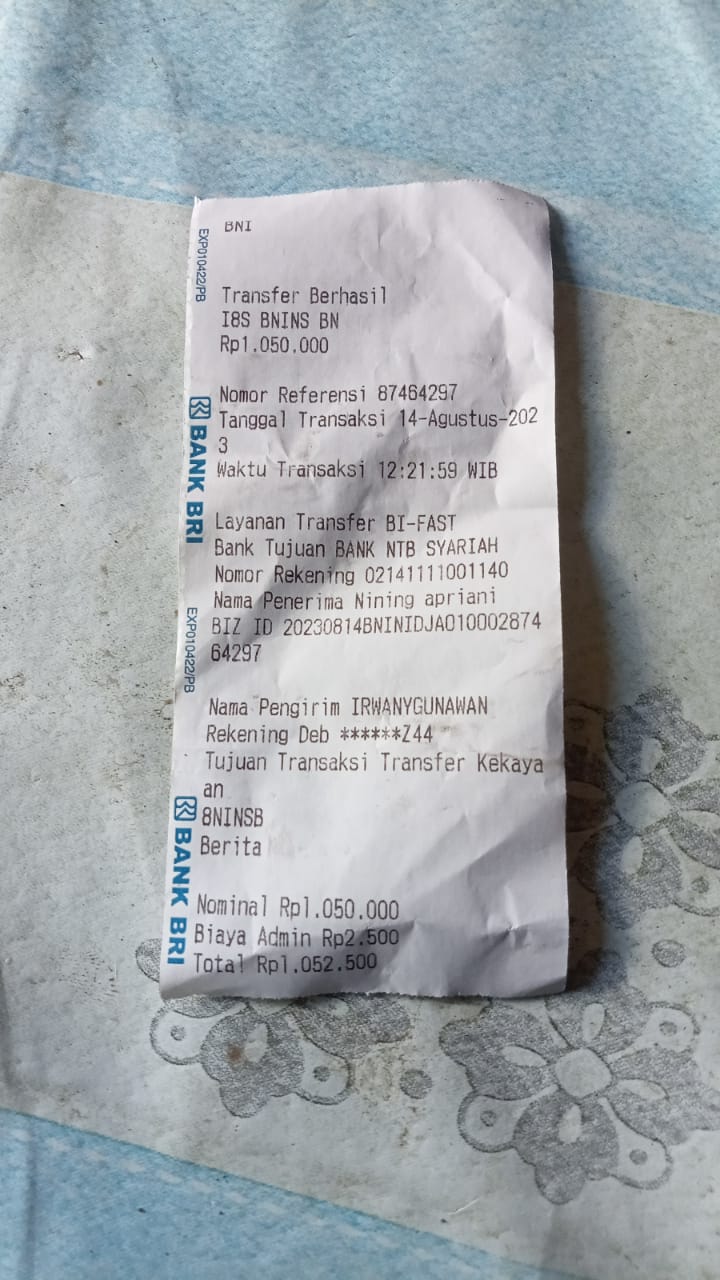 BNI
Transfer Berhasil
I8S BNINS BN
Rp1.050.000
Nomor Referensi 87464297
Tanggal Transaksi 14-Agustus-202
3
Waktu Transaksi 12:21:59 WIB
Layanan Transfer BI-FAST
Bank Tujuan BANK NTB SYARIAH
Nomor Rekening 02141111001140
Nama Penerima Nining apriani
BIZ ID 20230814BNINIDJA010002874
64297
Nama Pengirim IRWANYGUNAWAN
Rekening Deb ******Z44
Tujuan Transaksi Transfer Kekaya
an
8NINSB
Berita
Nominal Rp1.050.000
Biaya Admin Rp2.500
Total Rp1.052.500
EXP010422/PB
BANK BRI
EXP010422/PB
BANK BRI